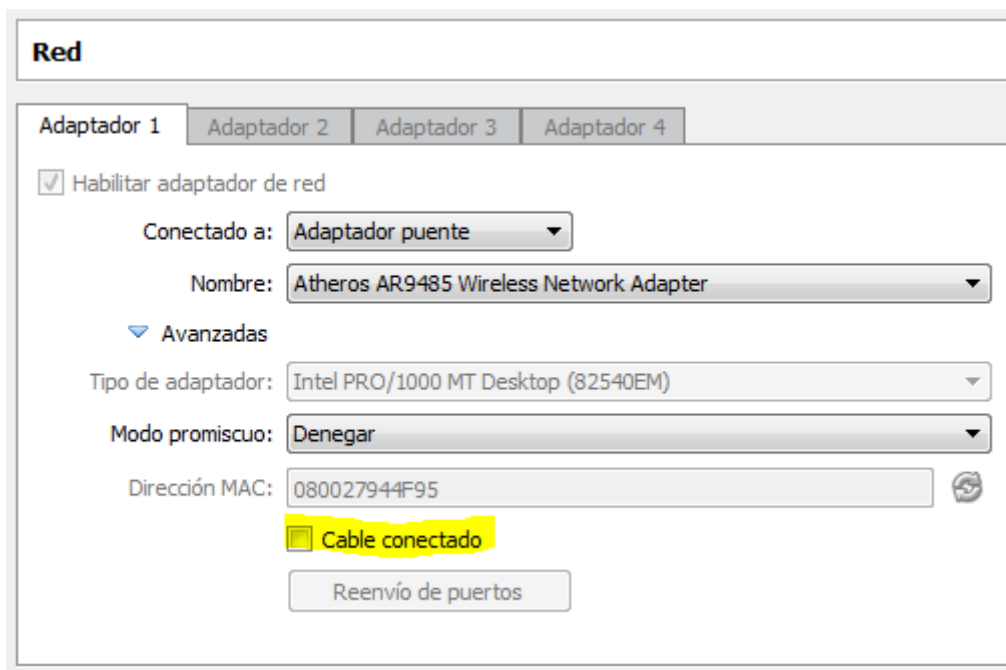 Red
Adaptador 1 Adaptador 2 Adaptador 3 Adaptador 4
Habilitar adaptador de red
Conectado a: Adaptador puente
Nombre: Atheros AR9485 Wireless Network Adapter
Avanzadas
Tipo de adaptador: Intel PRO/1000 MT Desktop (82540EM)
Modo promiscuo: Denegar
Dirección MAC: 080027944F95
Cable conectado
Reenvío de puertos